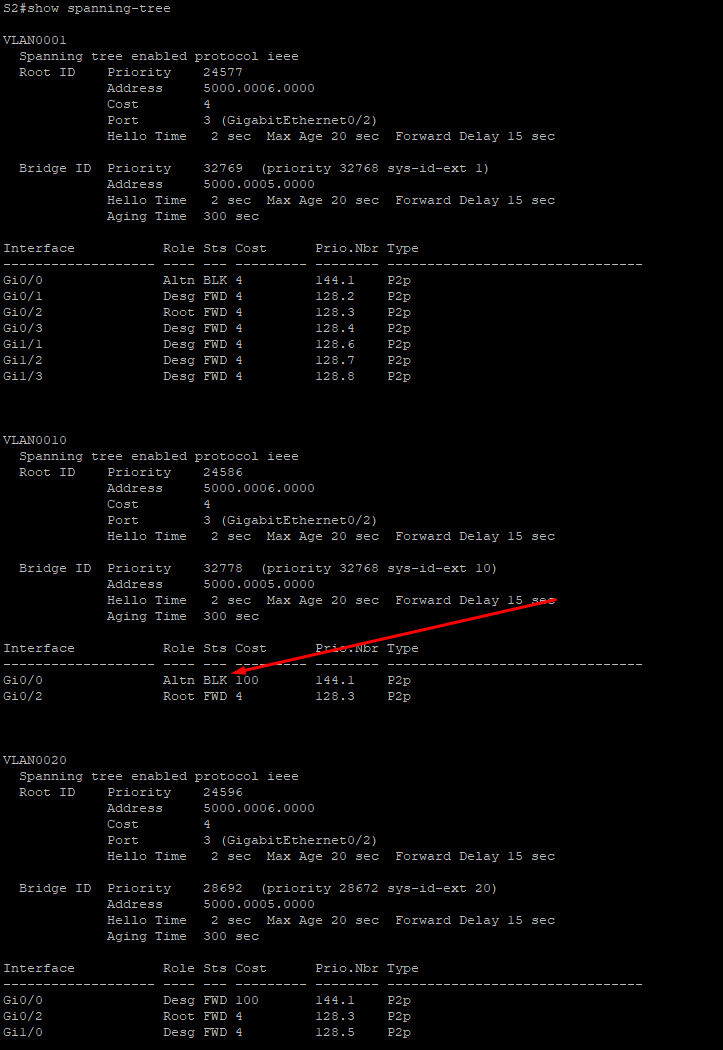 S2#show spanning-tree
VLAN0001
Spanning tree enabled protocol ieee
Root ID Priority 24577
Address 5000.0006.0000
Cost 4
Port 3 (GigabitEthernet0/2)
Hello Time 2 sec Max Age 20 sec Forward Delay 15 sec
Bridge ID Priority 32769 (priority 32768 sys-id-ext 1)
Address 5000.0005.0000
Hello Time 2 sec Max Age 20 sec Forward Delay 15 sec
Aging Time 300 sec
Interface Role Sts Cost Prio.Nbr Type
------------------- ---- --- --------- -------- --------------------------------
Gi0/0 Altn BLK 4 144.1 P2p
Gi0/1 Desg FWD 4 128.2 P2p
Gi0/2 Root FWD 4 128.3 P2p
Gi0/3 Desg FWD 4 128.4 P2p
Gi1/1 Desg FWD 4 128.6 P2p
Gi1/2 Desg FWD 4 128.7 P2p
Gi1/3 Desg FWD 4 128.8 P2p
VLAN0010
Spanning tree enabled protocol ieee
Root ID Priority 24586
Address 5000.0006.0000
Cost 4
Port 3 (GigabitEthernet0/2)
Hello Time 2 sec Max Age 20 sec Forward Delay 15 sec
Bridge ID Priority 32778 (priority 32768 sys-id-ext 10)
Address 5000.0005.0000
Hello Time 2 sec Max Age 20 sec Forward Delay 15 sec
Aging Time 300 sec
Interface Role Sts Cost Prio.Nbr Type
------------------- ---- --- --------- -------- --------------------------------
Gi0/0 Altn BLK 100 144.1 P2p
Gi0/2 Root FWD 4 128.3 P2p
VLAN0020
Spanning tree enabled protocol ieee
Root ID Priority 24596
Address 5000.0006.0000
Cost 4
Port 3 (GigabitEthernet0/2)
Hello Time 2 sec Max Age 20 sec Forward Delay 15 sec
Bridge ID Priority 28692 (priority 28672 sys-id-ext 20)
Address 5000.0005.0000
Hello Time 2 sec Max Age 20 sec Forward Delay 15 sec
Aging Time 300 sec
Interface Role Sts Cost Prio.Nbr Type
------------------- ---- --- --------- -------- --------------------------------
Gi0/0 Desg FWD 100 144.1 P2p
Gi0/2 Root FWD 4 128.3 P2p
Gi1/0 Desg FWD 4 128.5 P2p